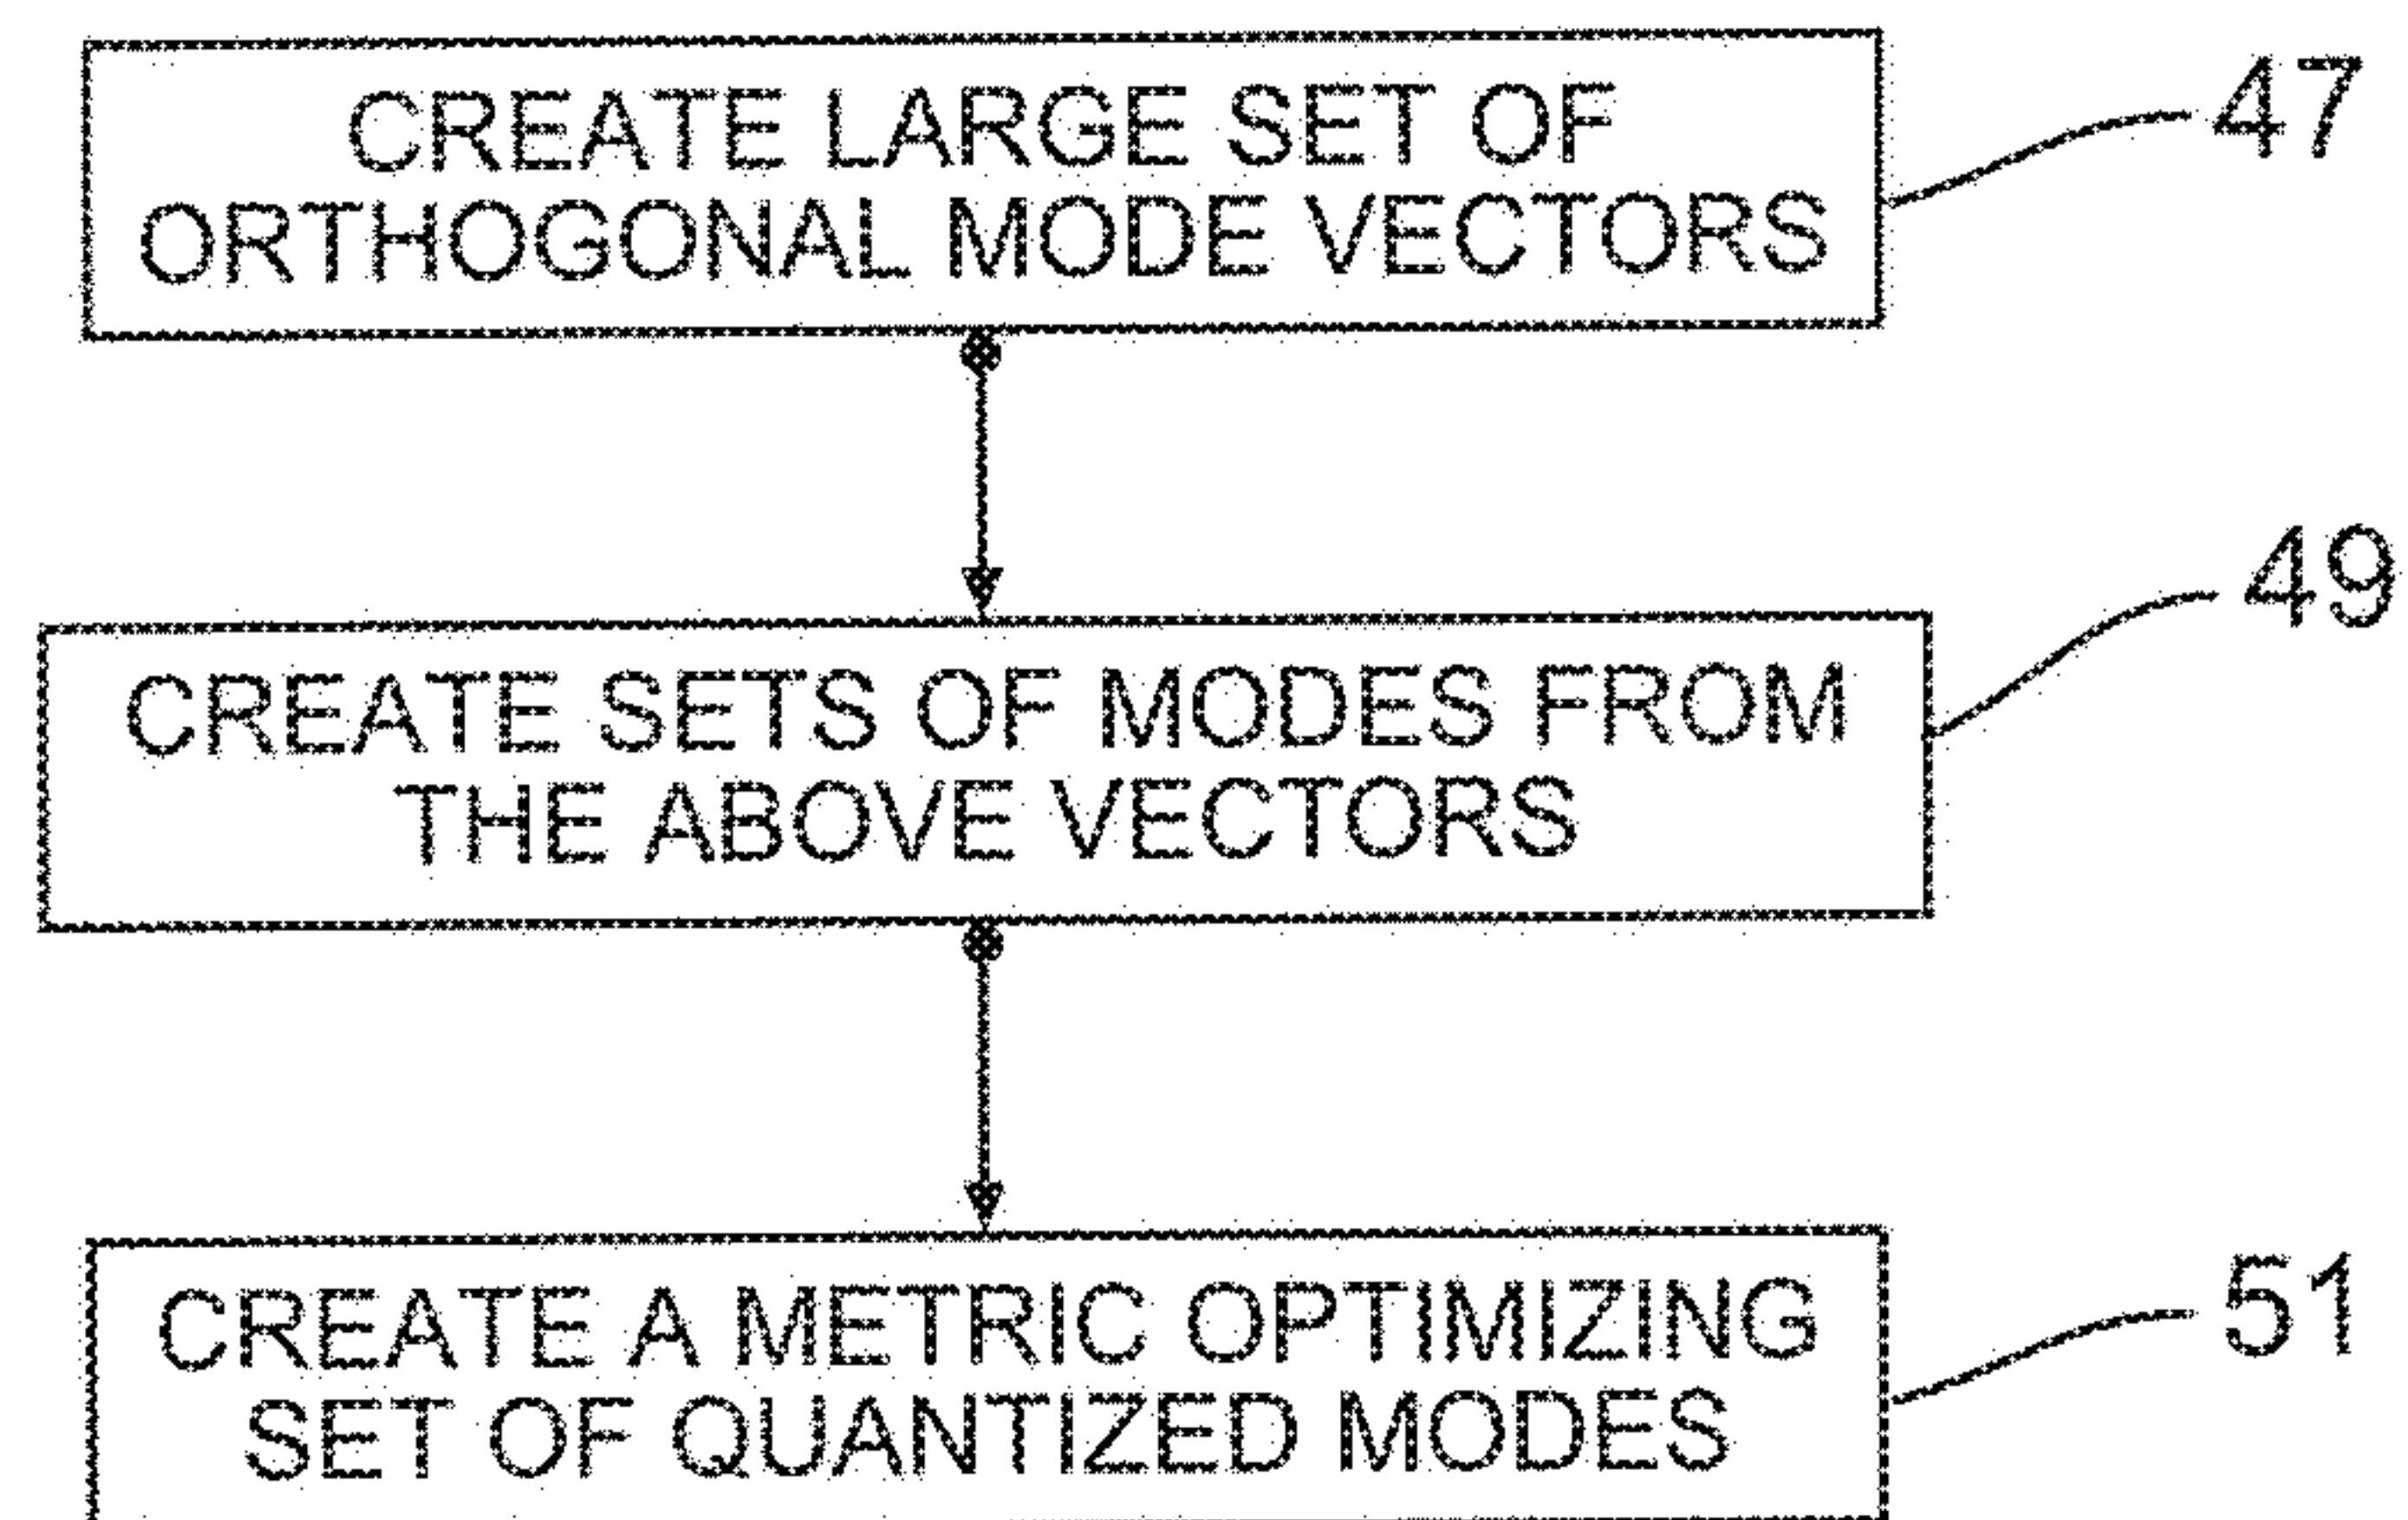 CREATE LARGE SET OF
ORTHOGONAL MODE VECTORS
47
CREATE SETS OF MODES FROM
THE ABOVE VECTORS
49
CREATE A METRIC OPTIMIZING
SET OF QUANTIZED MODES
51